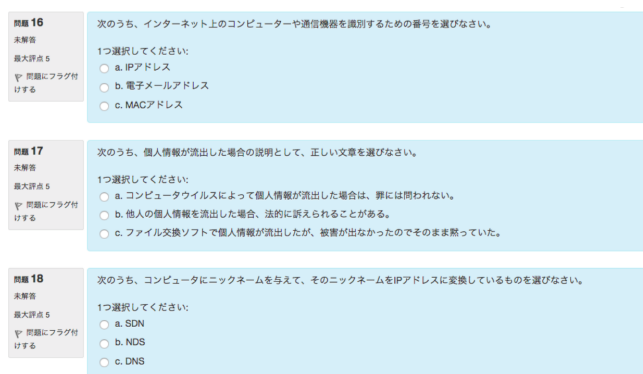 問題 16
未解答
最大評点 5
問題にフラグ付
けする
次のうち、インターネット上のコンピューターや通信機器を識別するための番号を選びなさい。
1つ選択してください:
a. IPアドレス
b. 電子メールアドレス
c. MACアドレス
問題 17
未解答
最大評点 5
問題にフラグ付
けする
次のうち、個人情報が流出した場合の説明として、正しい文章を選びなさい。
1つ選択してください:
a. コンピュータウイルスによって個人情報が流出した場合は、罪には問われない。
b. 他人の個人情報を流出した場合、法的に訴えられることがある。
c. ファイル交換ソフトで個人情報が流出したが、被害が出なかったのでそのまま黙っていた。
問題 18
未解答
最大評点 5
問題にフラグ付
けする
次のうち、コンピュータにニックネームを与えて、そのニックネームをIPアドレスに変換しているものを選びなさい。
1つ選択してください:
a. SDN
b. NDS
c. DNS